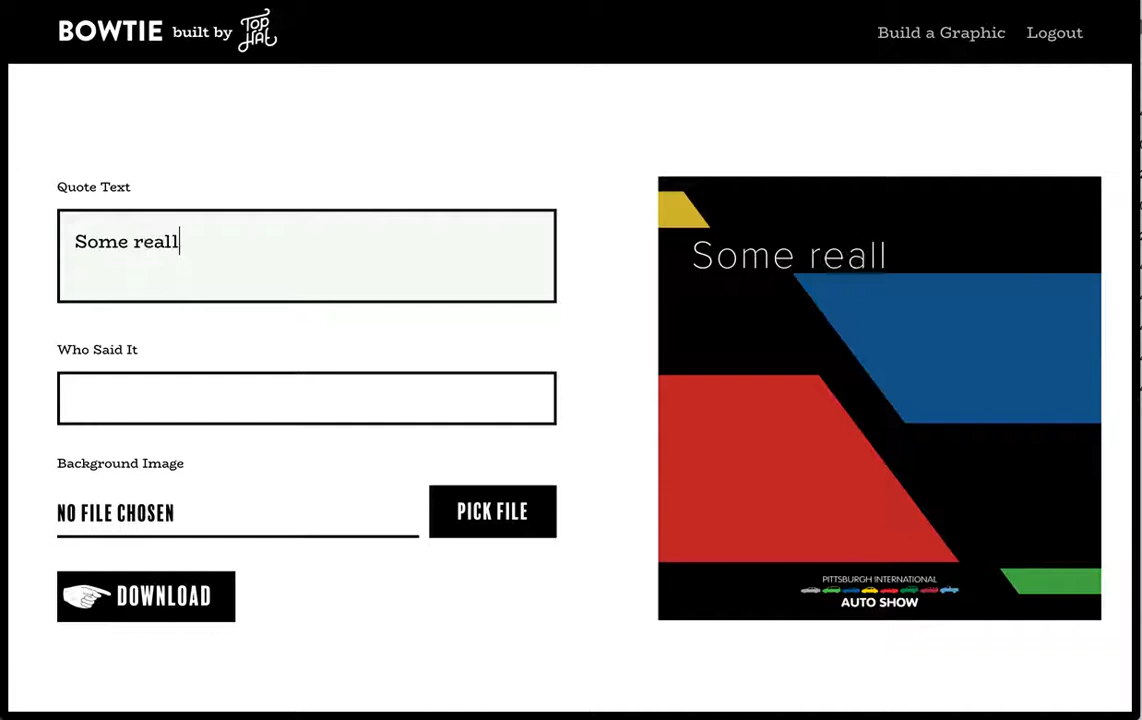 BOWTIE built by TOP HAT
Build a Graphic Logout
Quote Text
Some reall
Who Said It
Background Image
NO FILE CHOSEN
PICK FILE
DOWNLOAD
Some reall
PITTSBURGH INTERNATIONAL
AUTO SHOW